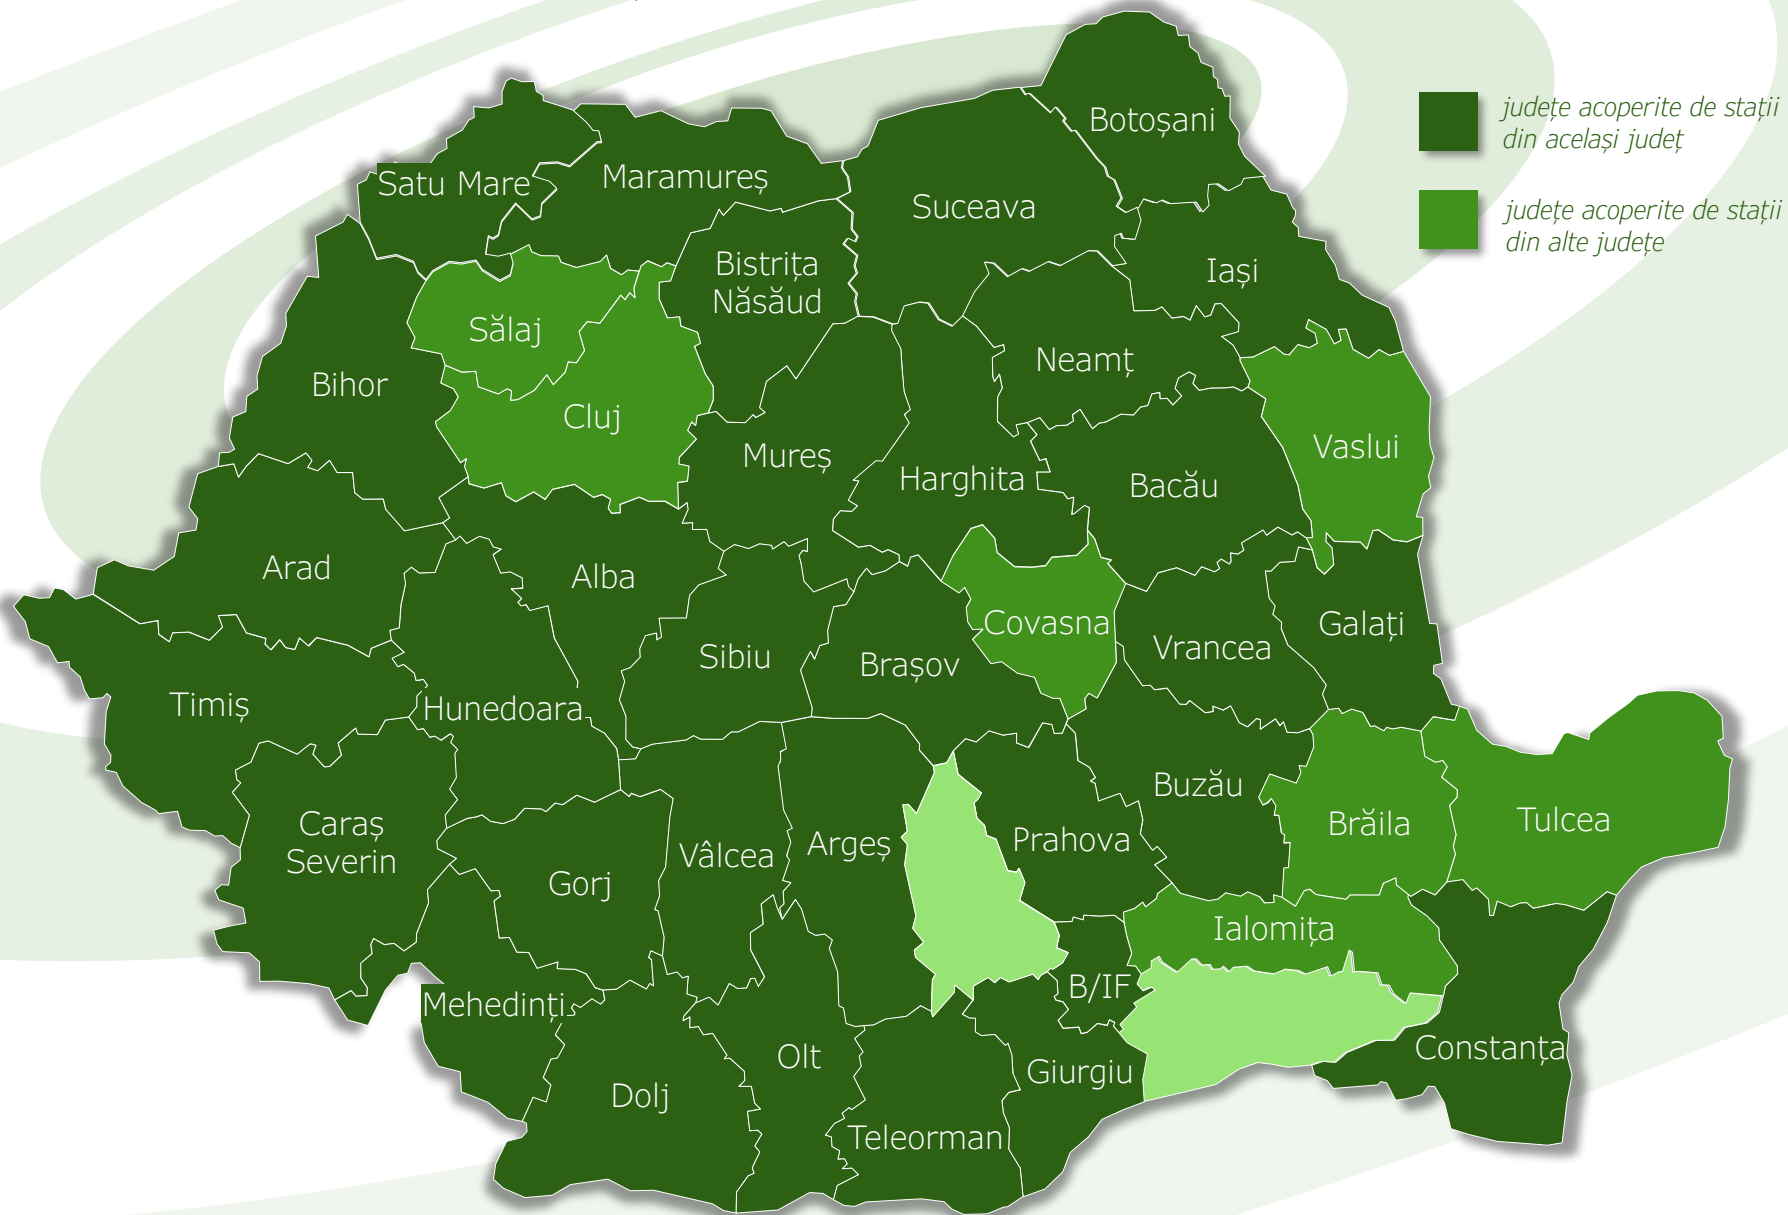 Botoșani
județe acoperite de stații
din același județ
Satu Mare
Maramureș
Suceava
județe acoperite de stații
din alte județe
Bistrița
Năsăud
Iași
Sălaj
Neamț
Bihor
Cluj
Vaslui
Mureș
Harghita
Bacău
Arad
Alba
Covasna
Galați
Vrancea
Sibiu
Brașov
Timiș
Hunedoara
Buzău
Caraș
Severin
Brăila
Tulcea
Prahova
Argeș
Vâlcea
Gorj
Ialomița
B/IF
Mehedinți
Constanța
Olt
Giurgiu
Dolj
Teleorman